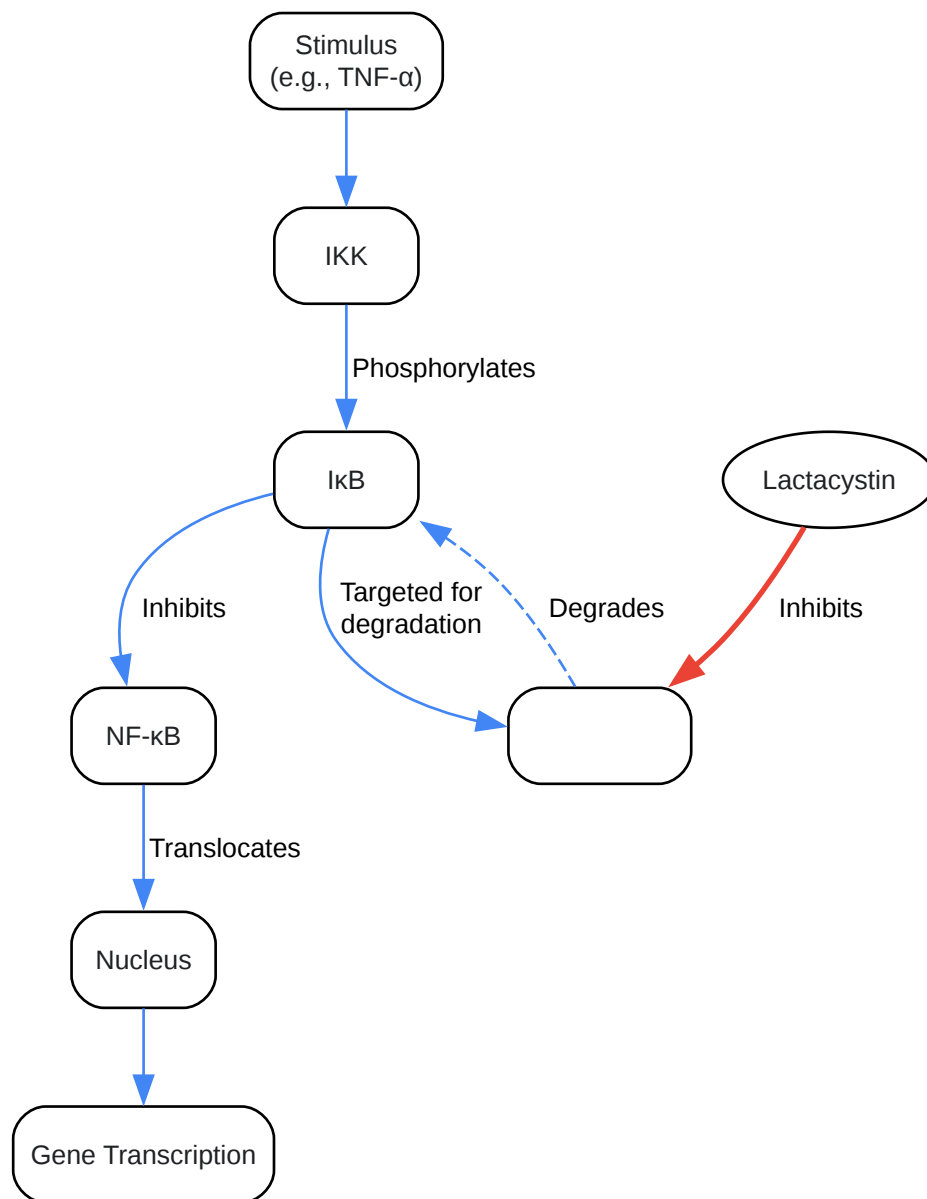 Stimulus
(e.g., TNF-α)
IKK
Phosphorylates
IκB
Lactacystin
Inhibits
Targeted for
degradation
Degrades
Inhibits
NF-κB
Translocates
Nucleus
Gene Transcription